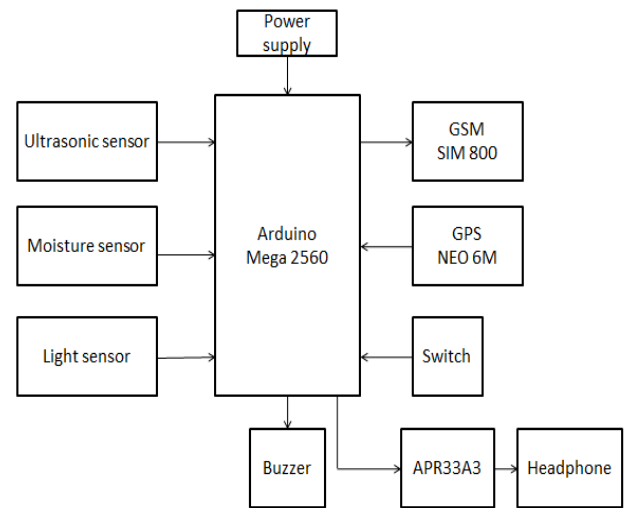 Power
supply
Ultrasonic sensor
GSM
SIM 800
Moisture sensor
Arduino
Mega 2560
GPS
NEO 6M
Light sensor
Switch
Buzzer
APR33A3
Headphone